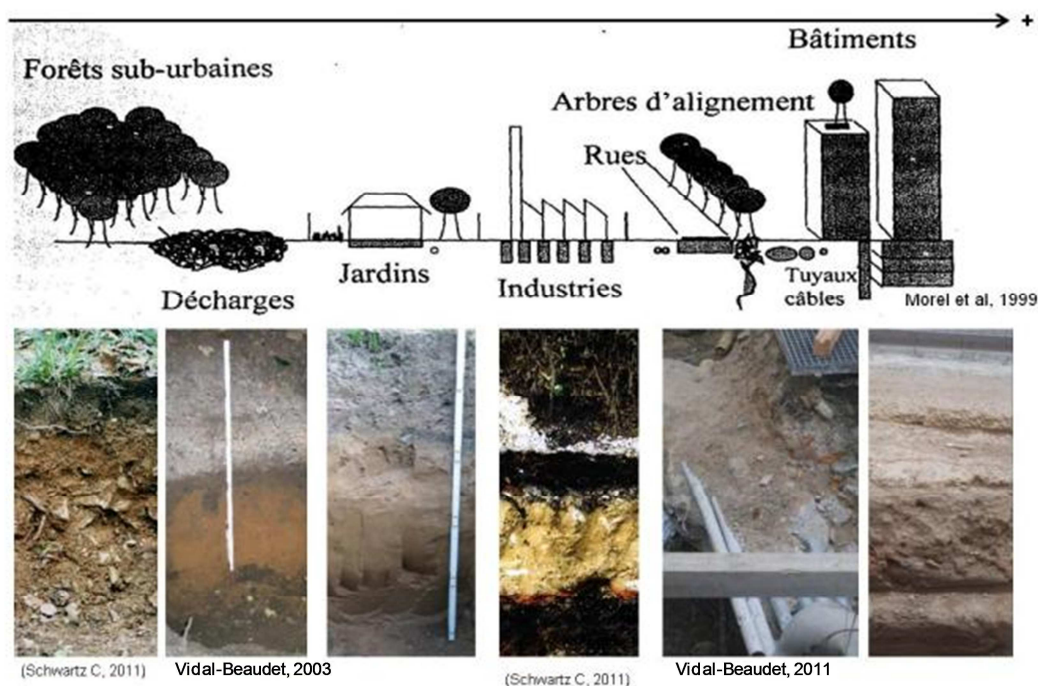 +
Bâtiments
Forêts sub-urbaines
Arbres d'alignement
Rues
Jardins
Industries
Tuyaux
câbles
Décharges
Morel et al, 1999
(Schwartz C, 2011)
Vidal-Beaudet, 2003
(Schwartz C, 2011)
Vidal-Beaudet, 2011